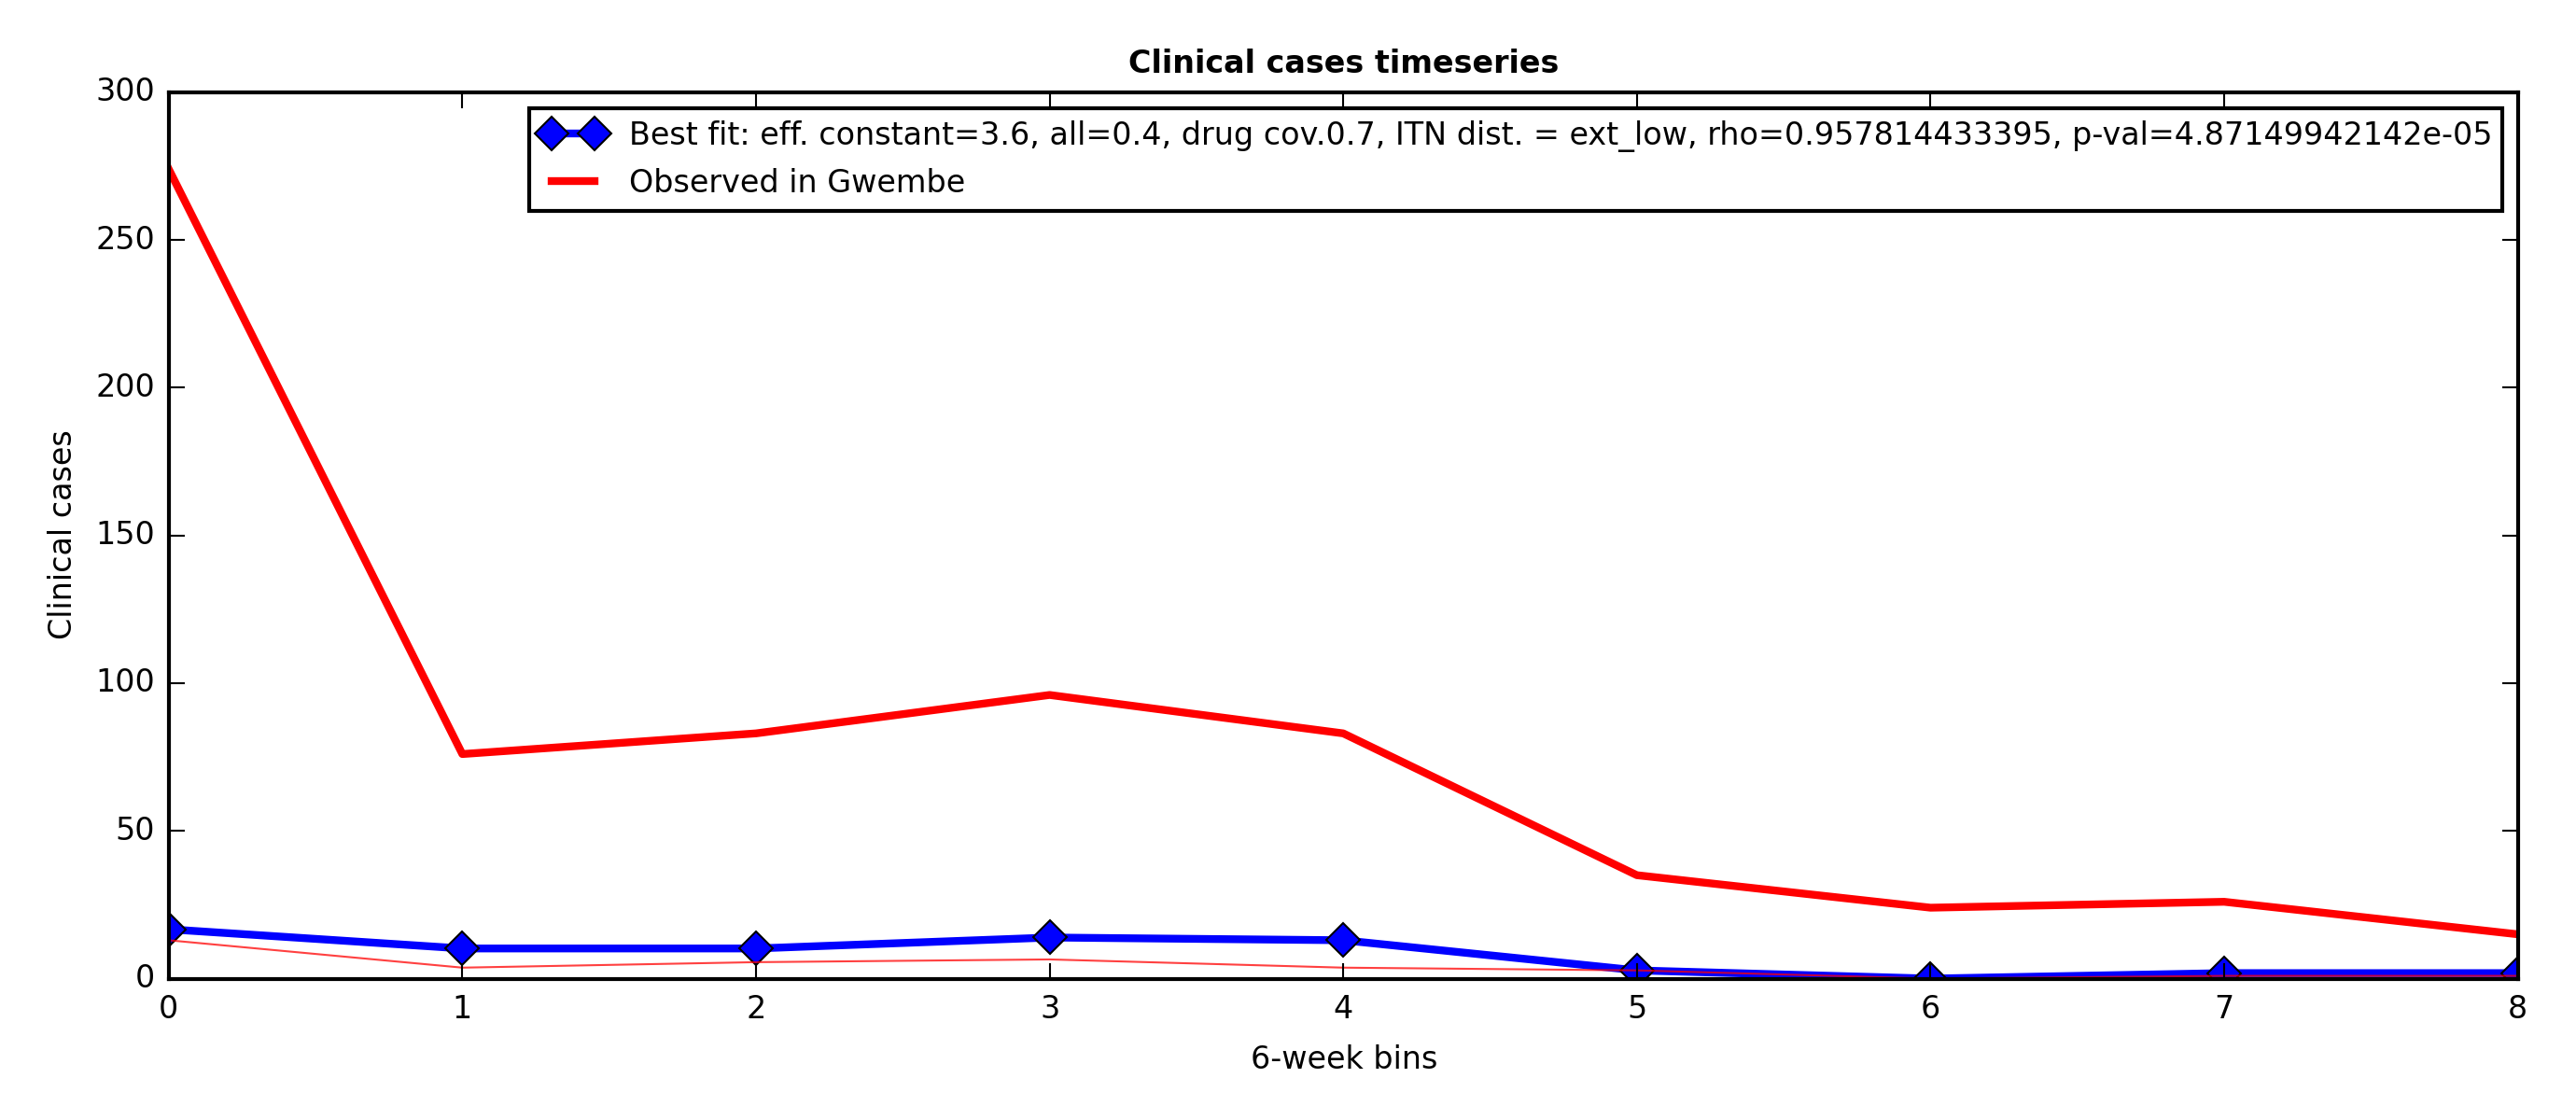 Clinical cases timeseries
Best fit: eff. constant=3.6, all=0.4, drug cov.0.7, ITN dist. = ext_low, rho=0.957814433395, p-val=4.87149942142e-05
Observed in Gwembe
Clinical cases
300
250
200
150
100
50
0
0 1 2 3 4 5 6 7 8
6-week bins